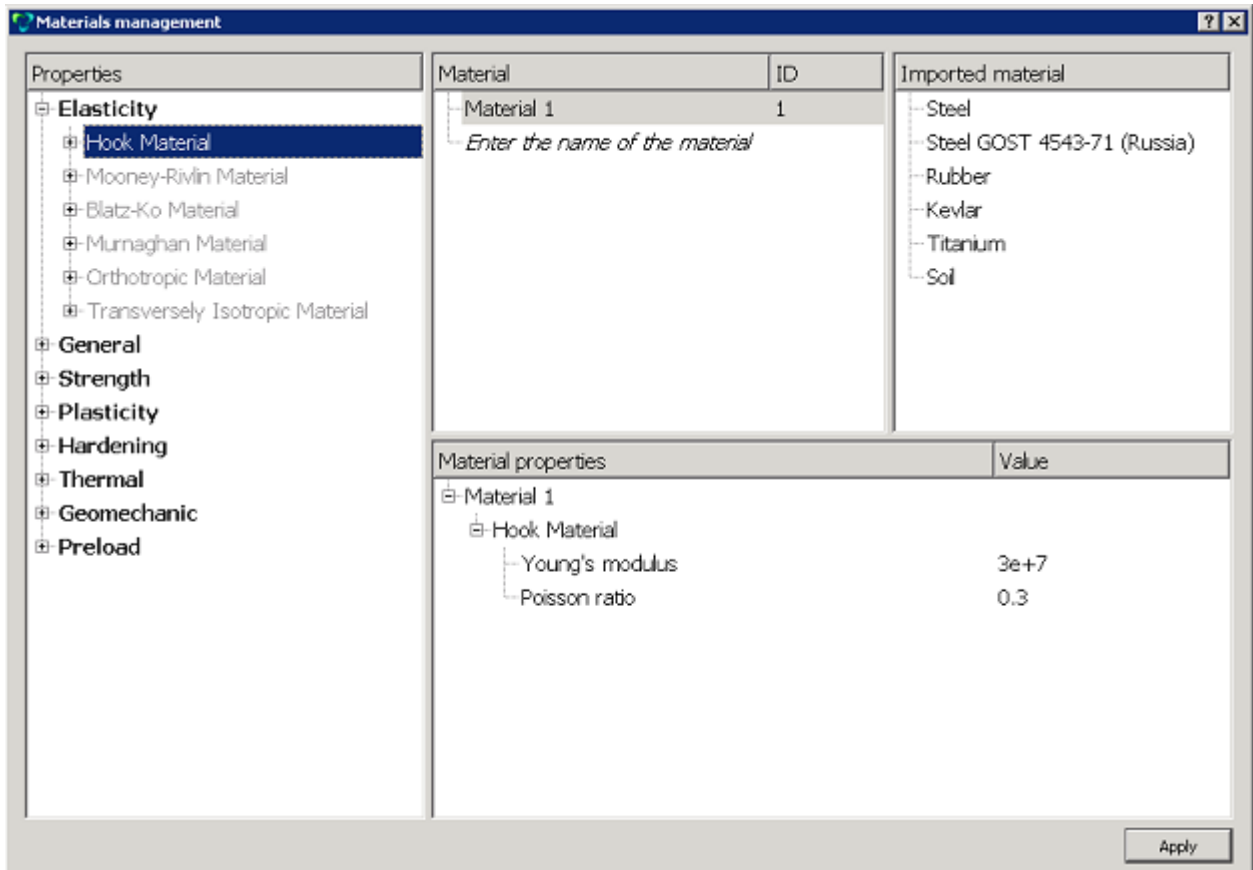 Materials management
Properties
Elasticity
Hook Material
Mooney-Rivlin Material
Blatz-Ko Material
Murnaghan Material
Orthotropic Material
Transversely Isotropic Material
General
Strength
Plasticity
Hardening
Thermal
Geomechanic
Preload
Material ID
Material 1 1
Enter the name of the material
Imported material
Steel
Steel GOST 4543-71 (Russia)
Rubber
Kevlar
Titanium
Soil
Material properties Value
Material 1
Hook Material
Young's modulus 3e+7
Poisson ratio 0.3
Apply